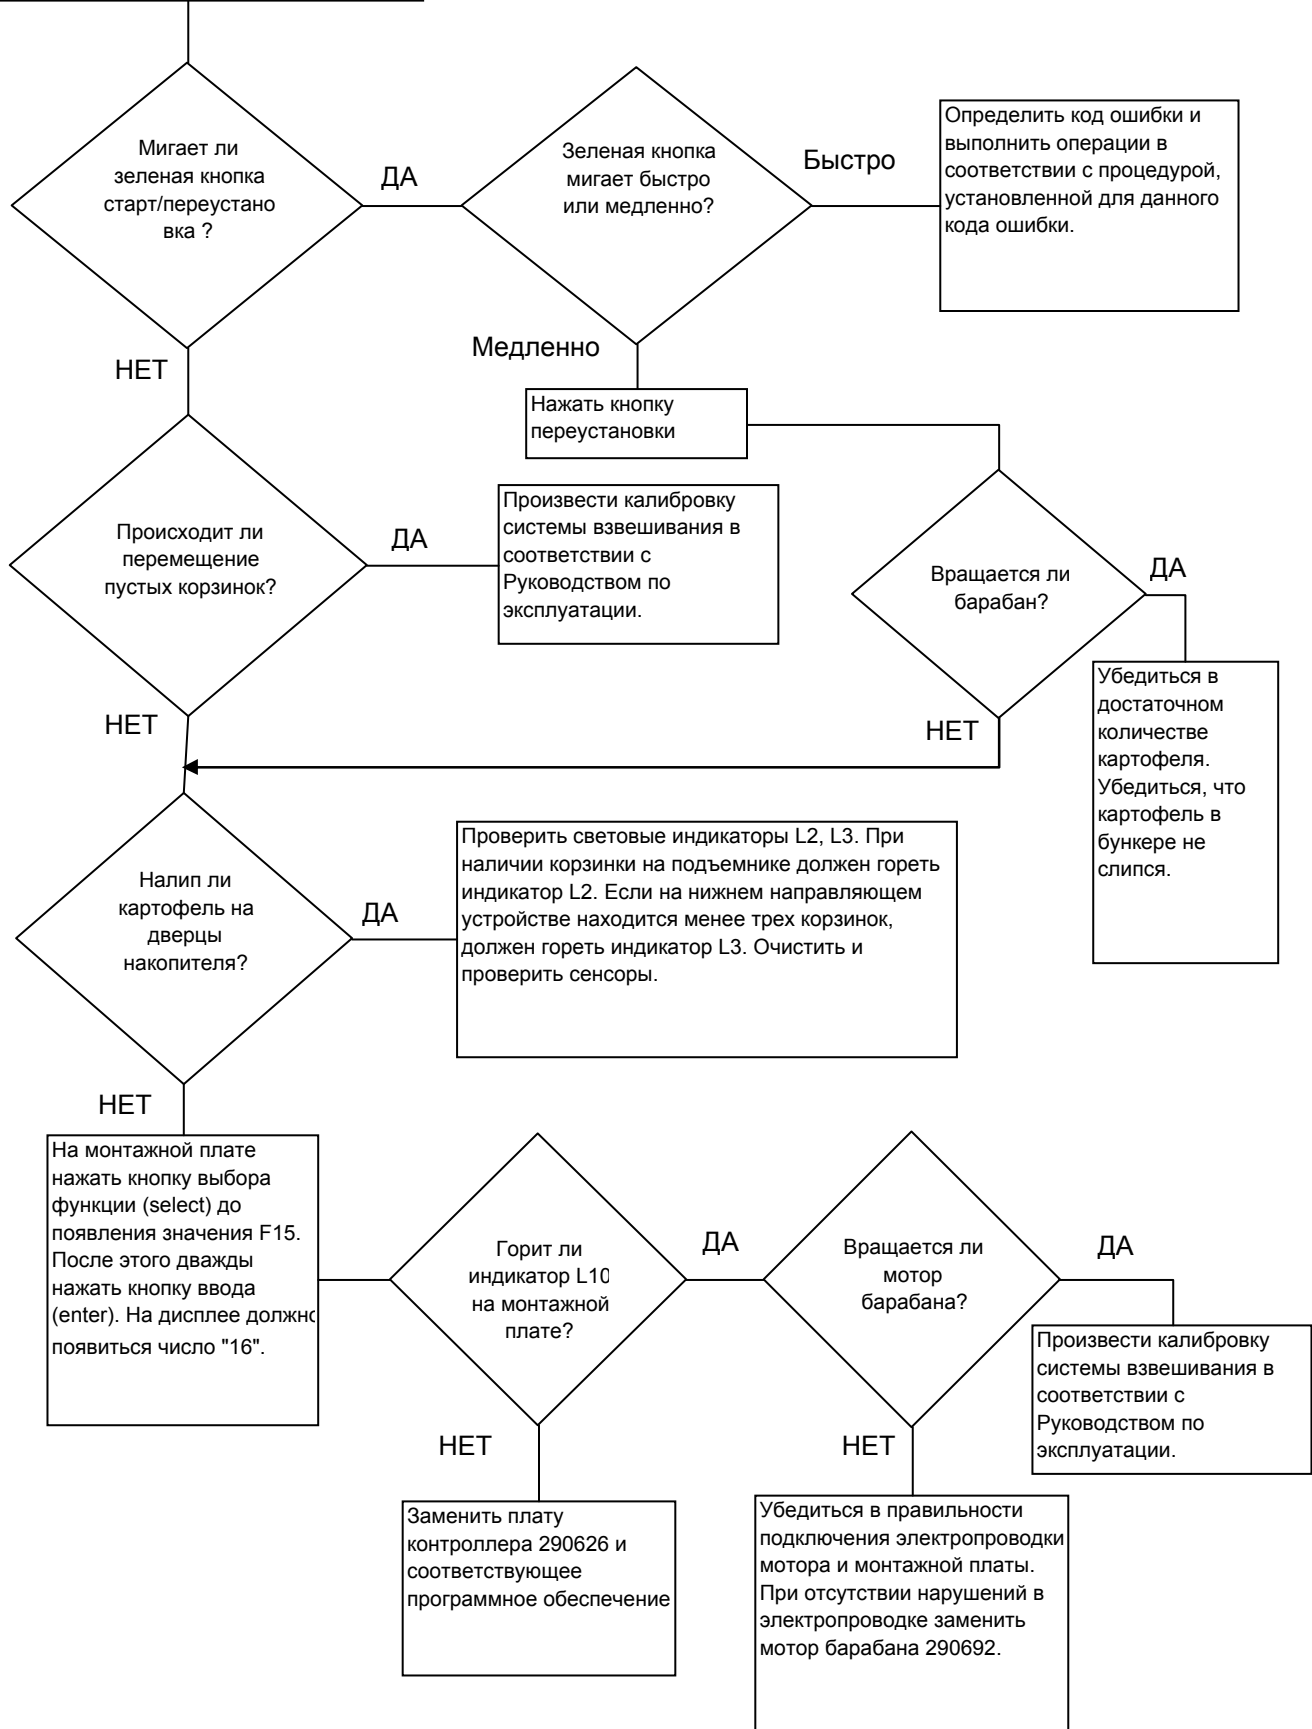 Мигает ли
зеленая кнопка
старт/переустано
вка ?
ДА
Зеленая кнопка
мигает быстро
или медленно?
Быстро
Определить код ошибки и
выполнить операции в
соответствии с процедурой,
установленной для данного
кода ошибки.
НЕТ
Медленно
Нажать кнопку
переустановки
Происходит ли
перемещение
пустых корзинок?
ДА
Произвести калибровку
системы взвешивания в
соответствии с
Руководством по
эксплуатации.
Вращается ли
барабан?
ДА
Убедиться в
достаточном
количестве
картофеля.
Убедиться, что
картофель в
бункере не
слипся.
НЕТ
НЕТ
Налип ли
картофель на
дверцы
накопителя?
ДА
Проверить световые индикаторы L2, L3. При
наличии корзинки на подъемнике должен гореть
индикатор L2. Если на нижнем направляющем
устройстве находится менее трех корзинок,
должен гореть индикатор L3. Очистить и
проверить сенсоры.
НЕТ
На монтажной плате
нажать кнопку выбора
функции (select) до
появления значения F15.
После этого дважды
нажать кнопку ввода
(enter). На дисплее должно
появиться число "16".
Горит ли
индикатор L10
на монтажной
плате?
ДА
Вращается ли
мотор
барабана?
ДА
Произвести калибровку
системы взвешивания в
соответствии с
Руководством по
эксплуатации.
НЕТ
Заменить плату
контроллера 290626 и
соответствующее
программное обеспечение
НЕТ
Убедиться в правильности
подключения электропроводки
мотора и монтажной платы.
При отсутствии нарушений в
электропроводке заменить
мотор барабана 290692.